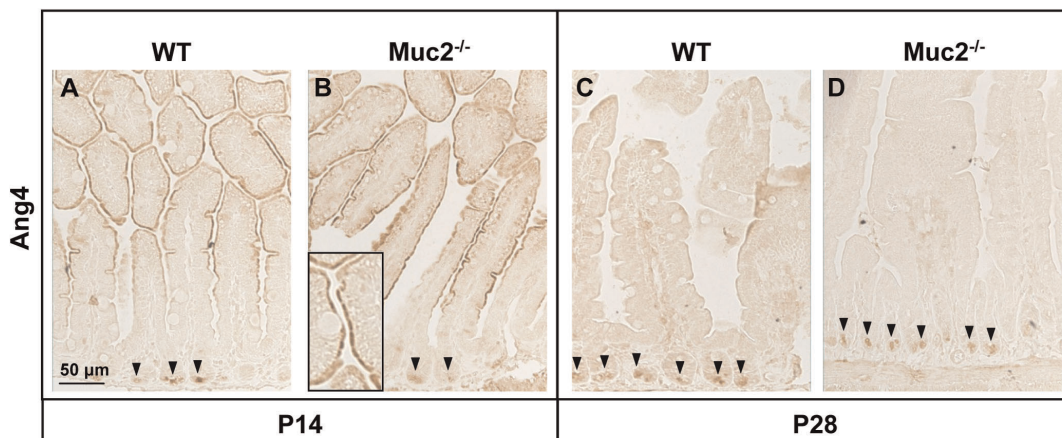 WT
Muc2-/-
WT
Muc2-/-
A
B
C
D
Ang4
50 µm
P14
P28